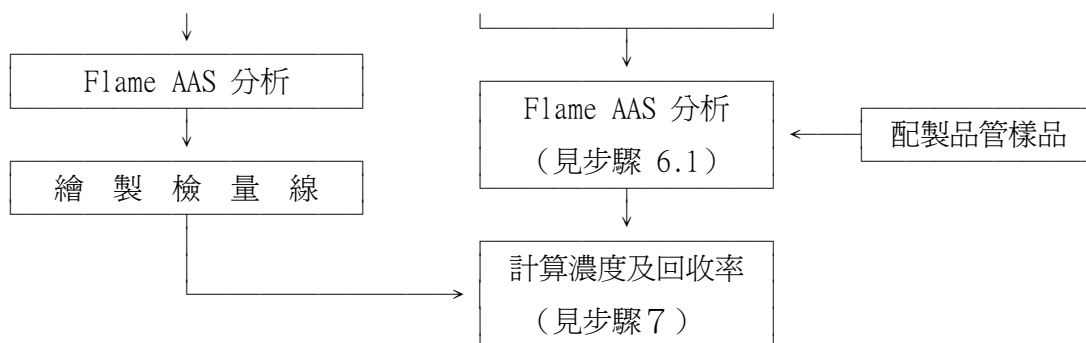 Flame AAS 分析
繪 製 檢 量 線
Flame AAS 分析
（見步驟 6.1）
配製品管樣品
計算濃度及回收率
（見步驟７）